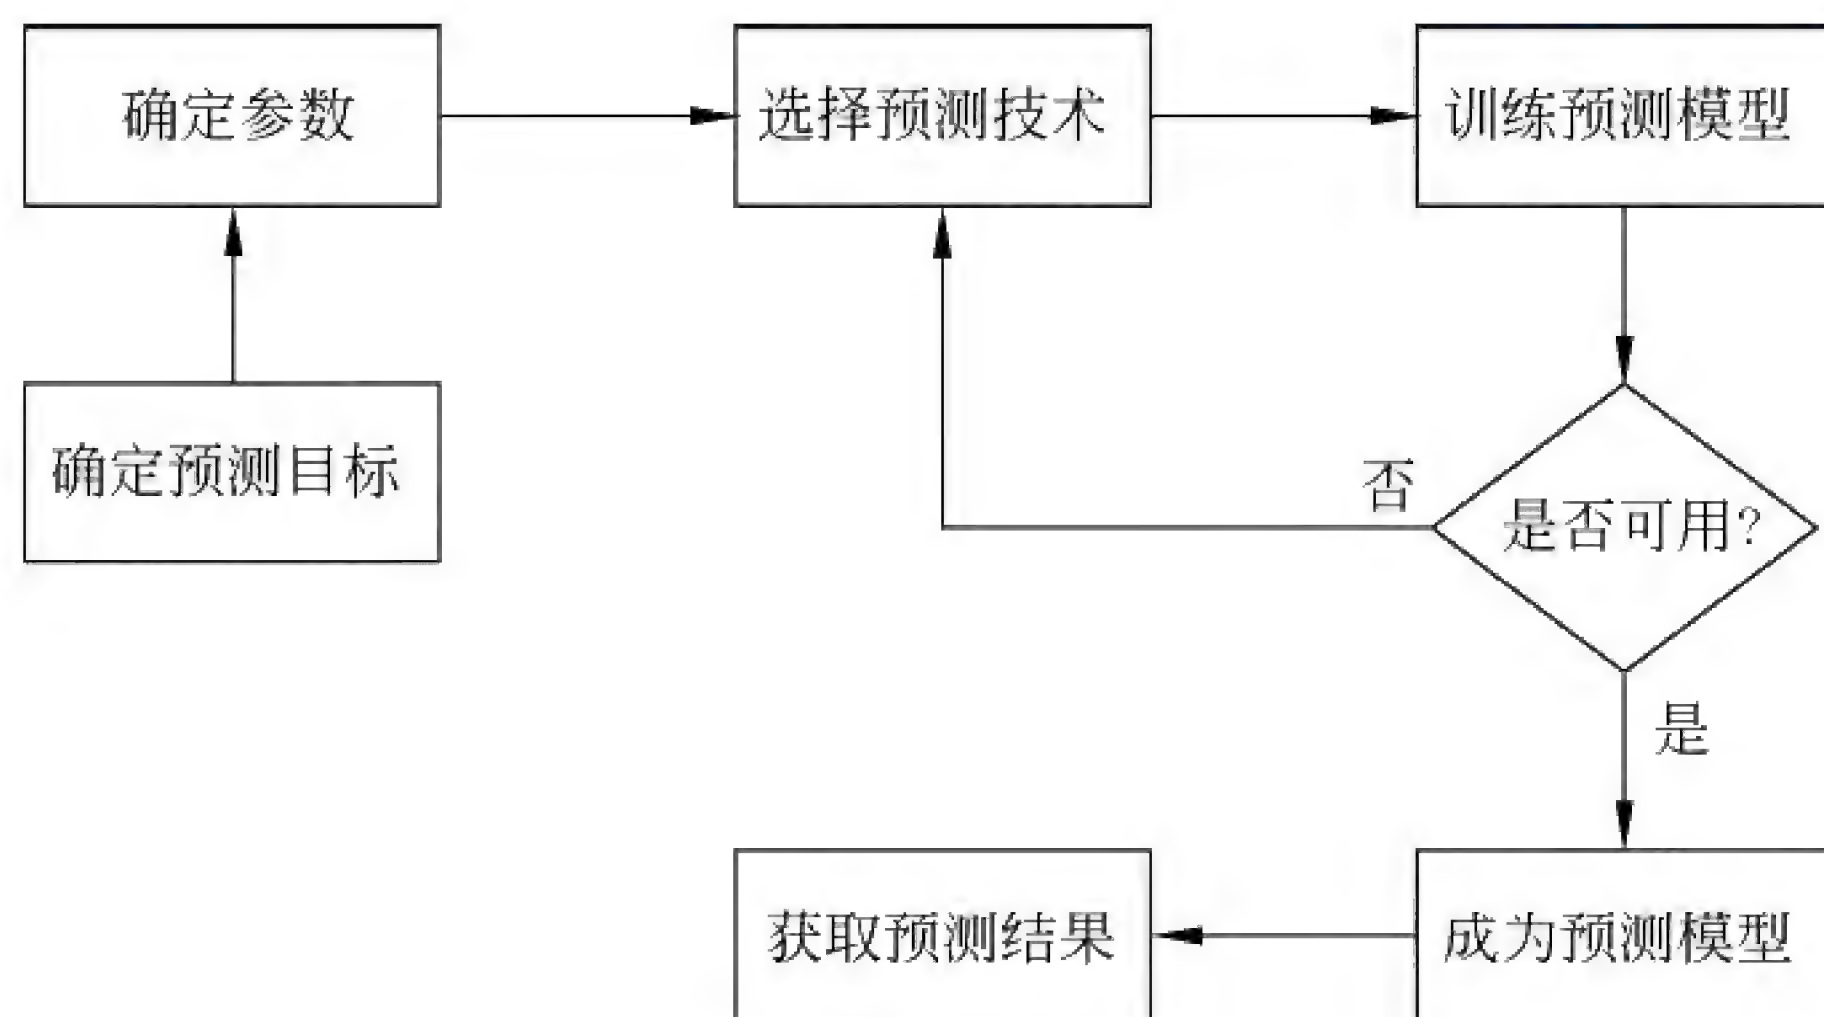 确定参数
选择预测技术
训练预测模型
确定预测目标
否
是否可用?
是
获取预测结果
成为预测模型